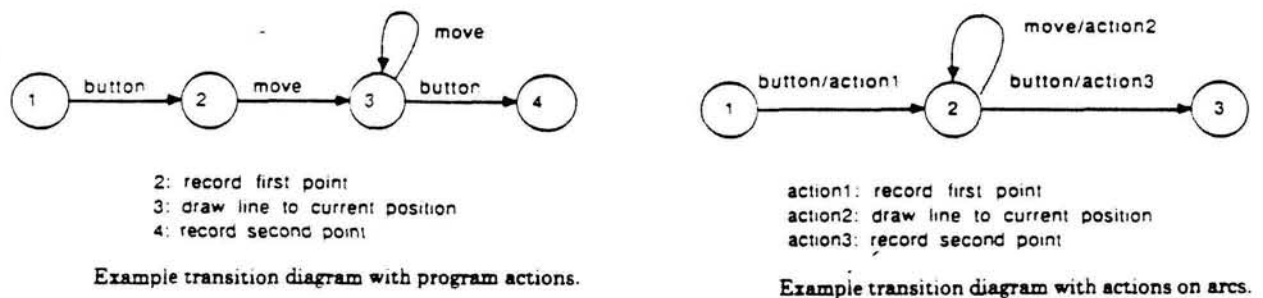 move
button
move
button
1
2
3
4
2: record first point
3: draw line to current position
4: record second point
Example transition diagram with program actions.
move/action2
button/action1
button/action3
1
2
3
action1: record first point
action2: draw line to current position
action3: record second point
Example transition diagram with actions on arcs.